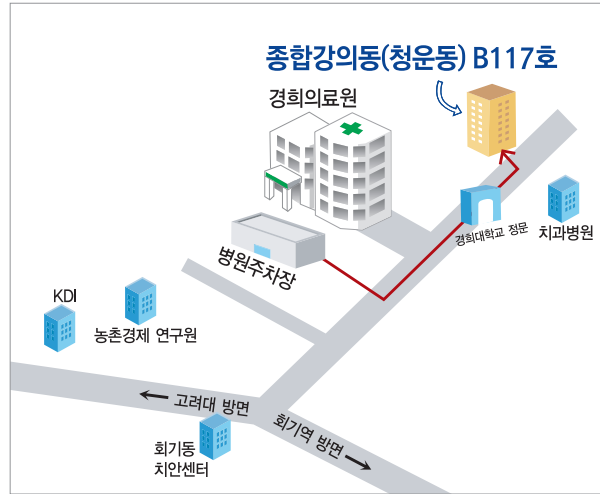 종합강의동(청운동) B117호
경희의료원
경희대학교 정문
치과병원
병원주차장
KDI
농촌경제 연구원
고려대 방면
회기역 방면
회기동
치안센터